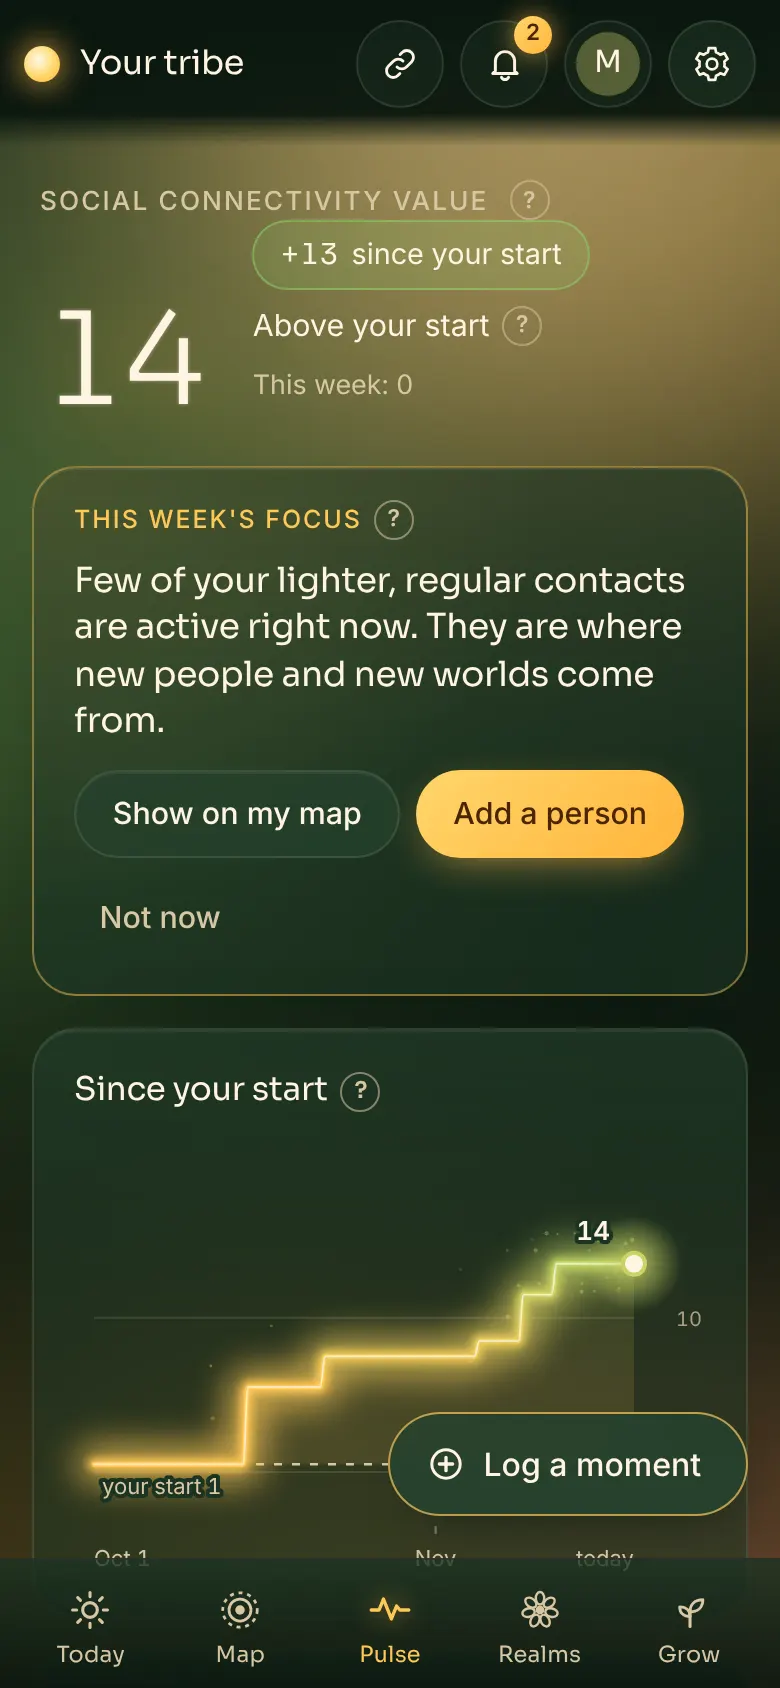 Your tribe
2
M
SOCIAL CONNECTIVITY VALUE ?
+13 since your start
14
Above your start ?
This week: 0
THIS WEEK'S FOCUS ?
Few of your lighter, regular contacts
are active right now. They are where
new people and new worlds come
from.
Show on my map
Add a person
Not now
Since your start ?
14
10
your start 1
Log a moment
Oct 1
Nov
today
Today
Map
Pulse
Realms
Grow